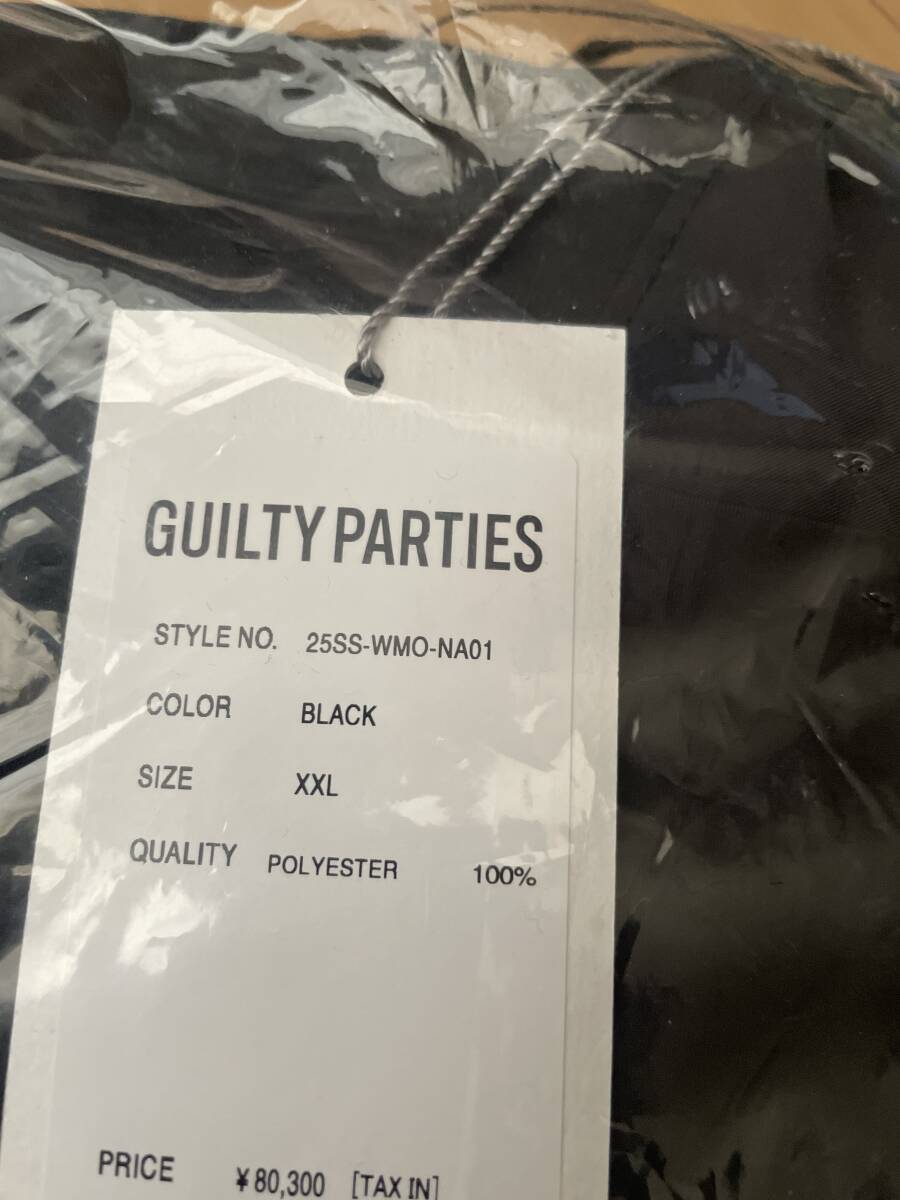 GUILTY PARTIES
STYLE NO. 25SS-WMO-NA01
COLOR BLACK
SIZE XXL
QUALITY POLYESTER 100%
PRICE ¥80,300 [TAX IN]